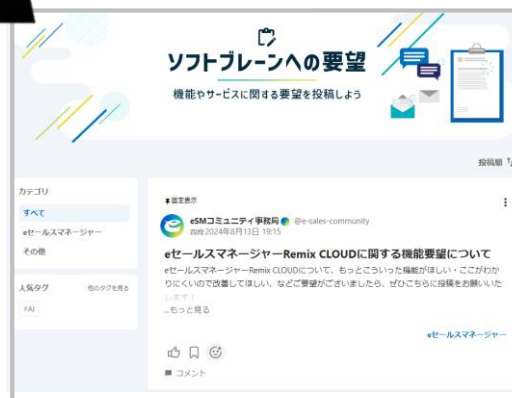 ソフトブレーンへの要望
機能やサービスに関する要望を投稿しよう
投稿順
カテゴリ
すべて
eセールスマネージャー
その他
人気タグ
他のタグを見る
#AI
固定表示
eSMコミュニティ事務局 @e-sales-community
2024年8月13日 19:15
eセールスマネージャーRemix CLOUDに関する機能要望について
eセールスマネージャーRemix CLOUDについて、もっとこういった機能がほしい・ここがわか
りにくいので改善してほしい、などご要望がございましたら、ぜひこちらに投稿をお願いいた
します！
...もっと見る
eセールスマネージャー
コメント